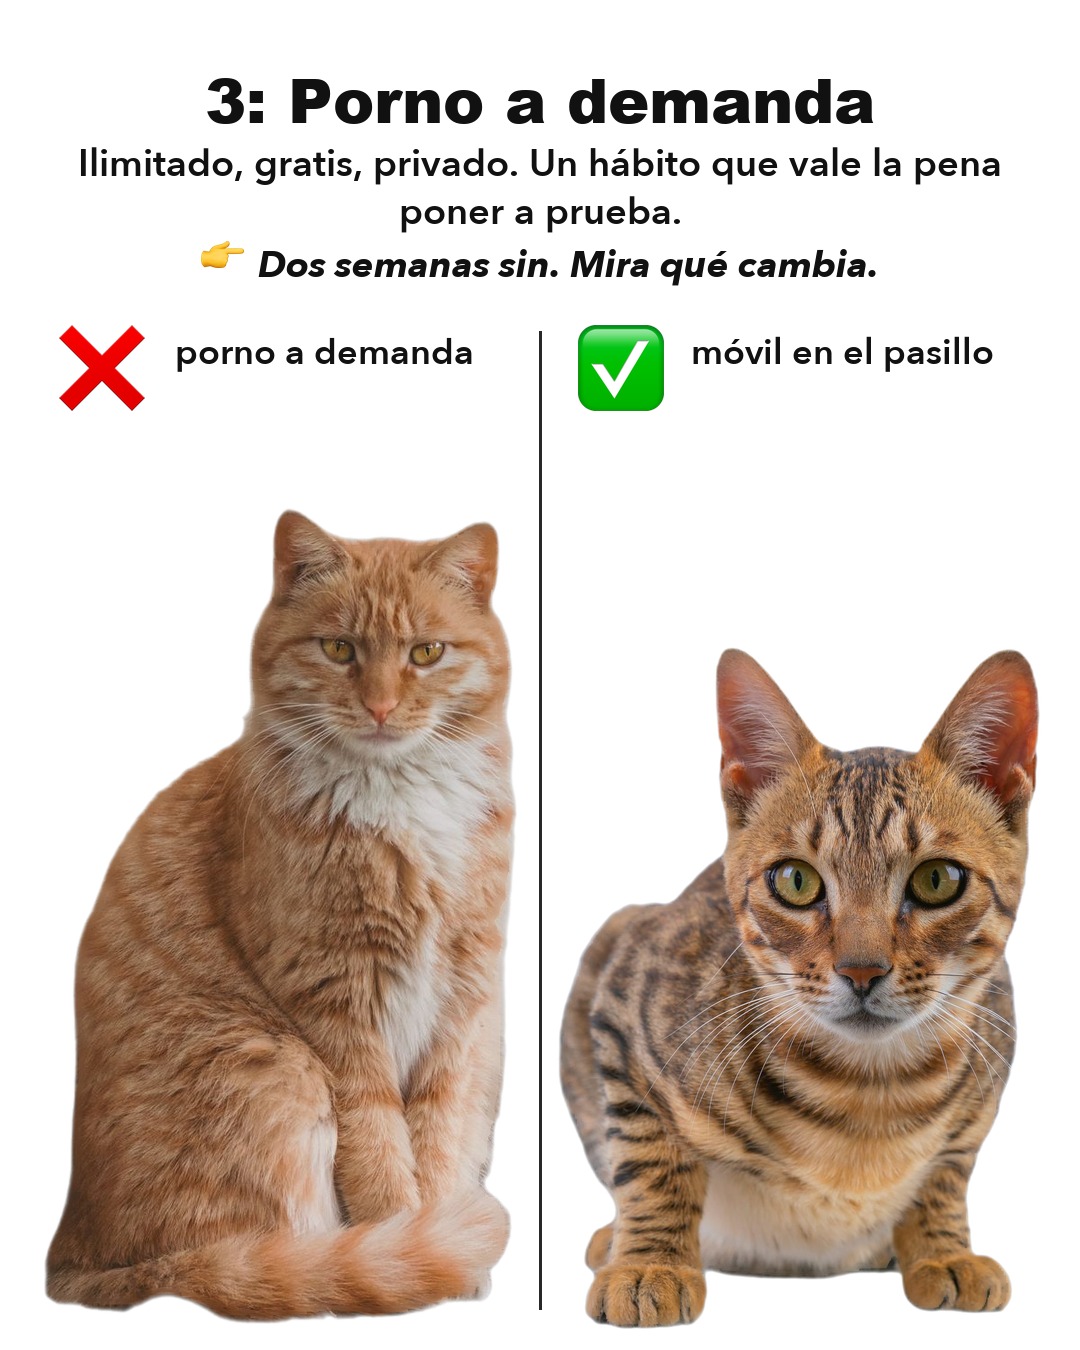 3: Porno a demanda
Ilimitado, gratis, privado. Un hábito que vale la pena
poner a prueba.
👉 Dos semanas sin. Mira qué cambia.
❌ porno a demanda
✅ móvil en el pasillo